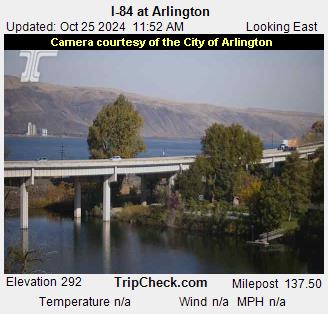 I-84 at Arlington
Updated: Oct 25 2024 11:52 AM Looking East
Camera courtesy of the City of Arlington
Elevation 292 TripCheck.com Milepost 137.50
Temperature n/a Wind n/a MPH n/a